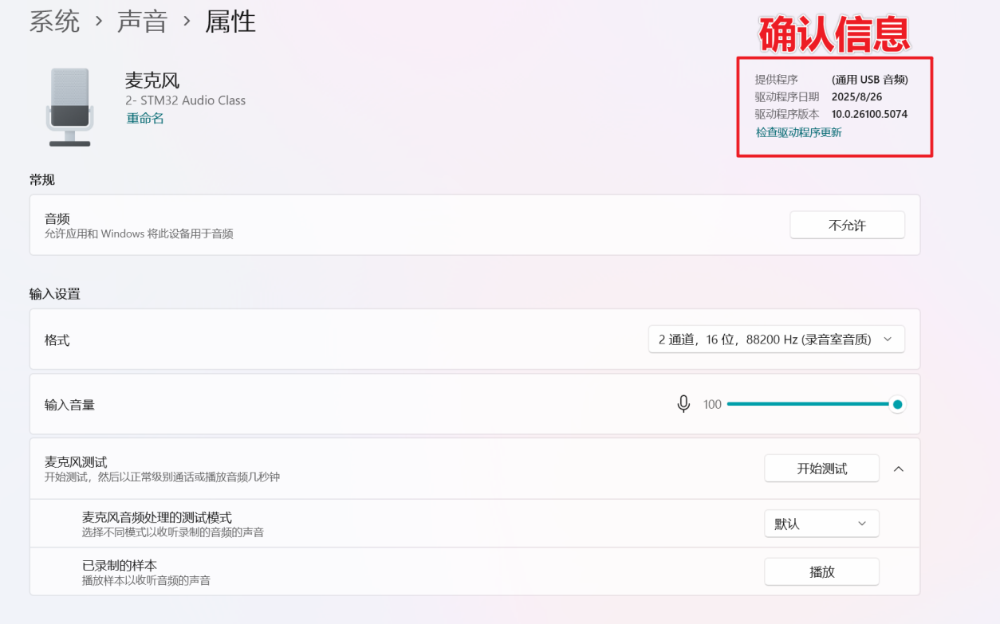 系统 › 声音 › 属性
确认信息
麦克风
2- STM32 Audio Class
重命名
提供程序 (通用 USB 音频)
驱动程序日期 2025/8/26
驱动程序版本 10.0.26100.5074
检查驱动程序更新
常规
音频
允许应用和 Windows 将此设备用于音频
不允许
输入设置
格式
2 通道，16 位，88200 Hz (录音室音质)
输入音量
100
麦克风测试
开始测试，然后以正常级别通话或播放音频几秒钟
开始测试
麦克风音频处理的测试模式
选择不同模式以收听录制的音频的声音
默认
已录制的样本
播放样本以收听音频的声音
播放